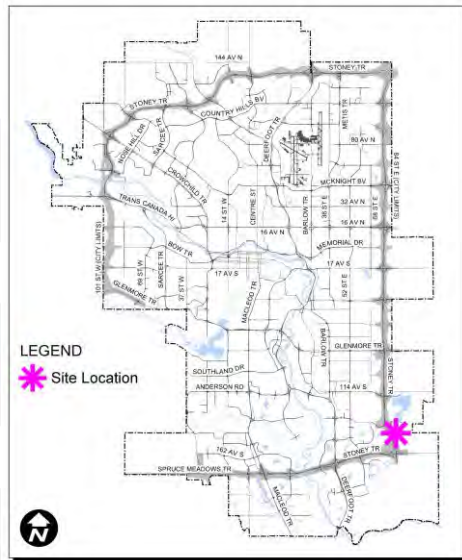 144 AV N
STONEY TR
STONEY TR
COUNTRY HILLS BV
METIS TR
SARCEE TR
DEERFOOT TR
NOSE HILL DR
80 AV N
84 ST E (CITY LIMITS)
CROWCHILD TR
MCKNIGHT BV
TRANS CANADA HI
14 ST W
CENTRE ST
BARLOW TR
36 ST E
32 AV N
68 ST E
16 AV N
16 AV N
101 ST W (CITY LIMITS)
BOW TR
MEMORIAL DR
69 ST W
SARCEE TR
37 ST W
17 AV S
MACLEOD TR
17 AV S
52 ST E
GLENMORE TR
BARLOW TR
GLENMORE TR
STONEY TR
LEGEND
Site Location
SOUTHLAND DR
ANDERSON RD
114 AV S
162 AV S
STONEY TR
SPRUCE MEADOWS TR
MACLEOD TR
DEERFOOT TR
N